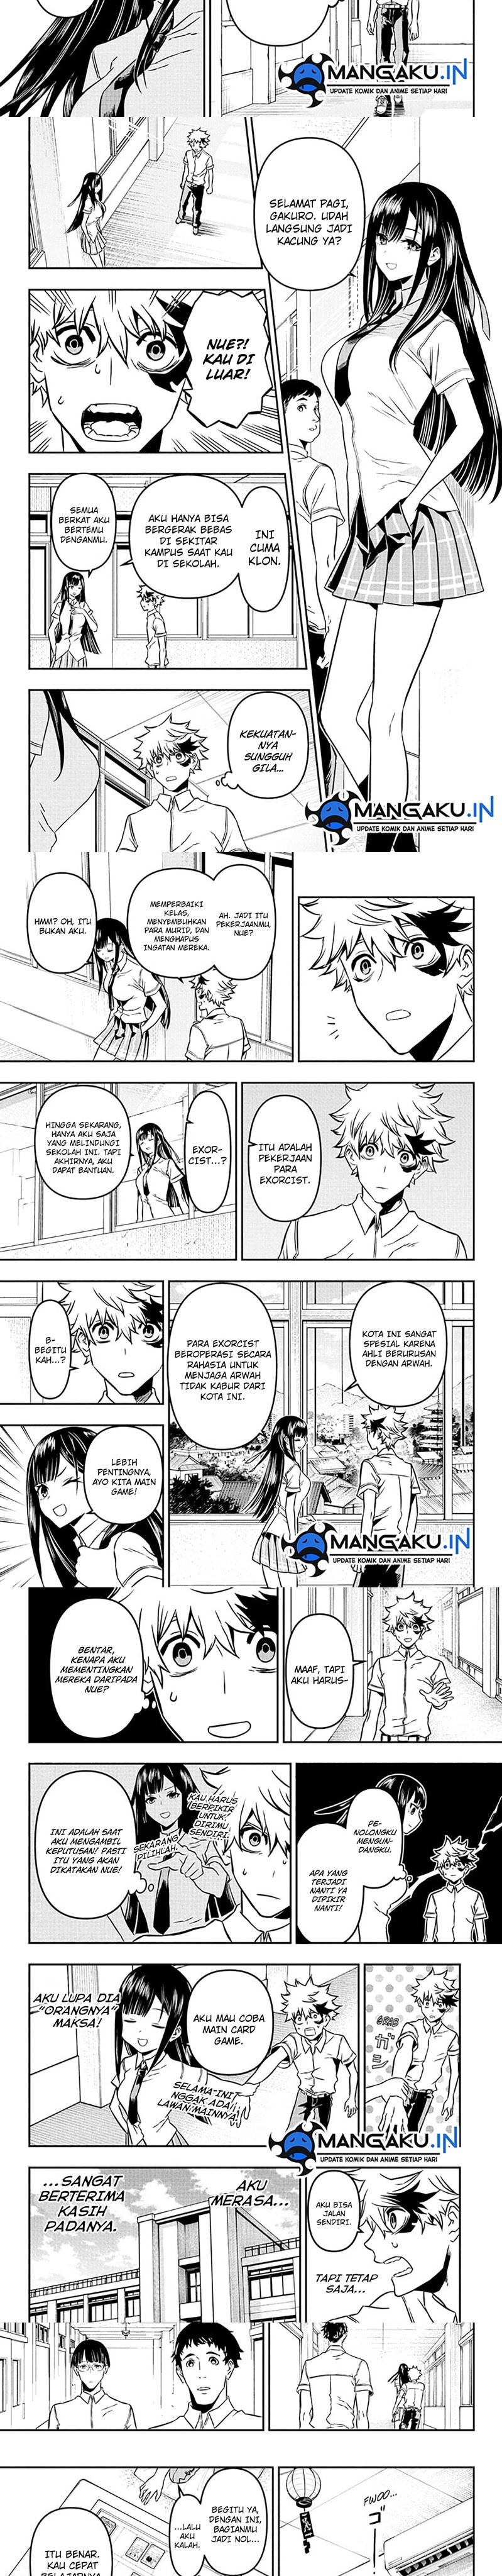 MANGAKU.IN
UPDATE KOMIK DAN ANIME SETIAP HARI
SELAMAT PAGI,
GAKURO. UDAH
LANGSUNG JADI
KACUNG YA?
NUE?!
KAU DI
LUAR!
INI
CUMA
KLON.
AKU HANYA BISA
BERGERAK BEBAS
DI SEKITAR
KAMPUS SAAT KAU
DI SEKOLAH.
SEMUA
BERKAT AKU
BERTEMU
DENGANMU.
KEKUATAN-
NYA
SUNGGUH
GILA...
MANGAKU.IN
UPDATE KOMIK DAN ANIME SETIAP HARI
AH. JADI ITU
PEKERJAANMU,
NUE?
MEMPERBAIKI
KELAS,
MENYEMBUHKAN
PARA MURID, DAN
MENGHAPUS
INGATAN MEREKA.
HMM? OH, ITU
BUKAN AKU.
ITU ADALAH
PEKERJAAN
PARA
EXORCIST.
EXOR-
CIST...?
HINGGA SEKARANG,
HANYA AKU SAJA
YANG MELINDUNGI
SEKOLAH INI. TAPI
AKHIRNYA, AKU
DAPAT BANTUAN.
KOTA INI SANGAT
SPESIAL KARENA
AHLI BERURUSAN
DENGAN ARWAH.
PARA EXORCIST
BEROPERASI SECARA
RAHASIA UNTUK
MENJAGA ARWAH
TIDAK KABUR DARI
KOTA INI.
B-
BEGITU
KAH...?
LEBIH
PENTINGNYA,
AYO KITA MAIN
GAME!
MANGAKU.IN
UPDATE KOMIK DAN ANIME SETIAP HARI
MAAF, TAPI
AKU HARUS-
BENTAR,
KENAPA AKU
MEMENTINGKAN
MEREKA DARIPADA
NUE?
PE-
NOLONGKU
MENGUN-
DANGKU.
APA YANG
TERJADI
NANTI YA
DIPIKIR
NANTI!
KAU HARUS
BERPIKIR
UNTUK
DIRIMU
SENDIRI.
SEKARANG
PILIHLAH.
INI ADALAH SAAT
AKU MENGAMBIL
KEPUTUSAN! PASTI
ITU YANG AKAN
DIKATAKAN NUE!
GRAB
ガシ
AKU MAU COBA
MAIN CARD
GAME.
SELAMA INI
NGGAK ADA
LAWAN MAINNYA.
AKU LUPA DIA
"ORANGNYA"
MAKSA!
MANGAKU.IN
UPDATE KOMIK DAN ANIME SETIAP HARI
AKU BISA
JALAN
SENDIRI.
TAPI TETAP
SAJA...
AKU
MERASA...
...SANGAT
BERTERIMA
KASIH
PADANYA.
FWOO...
BEGITU YA,
DENGAN INI,
BAGIANMU
JADI NOL...
...LALU
AKU
KALAH.
ITU BENAR.
KAU CEPAT